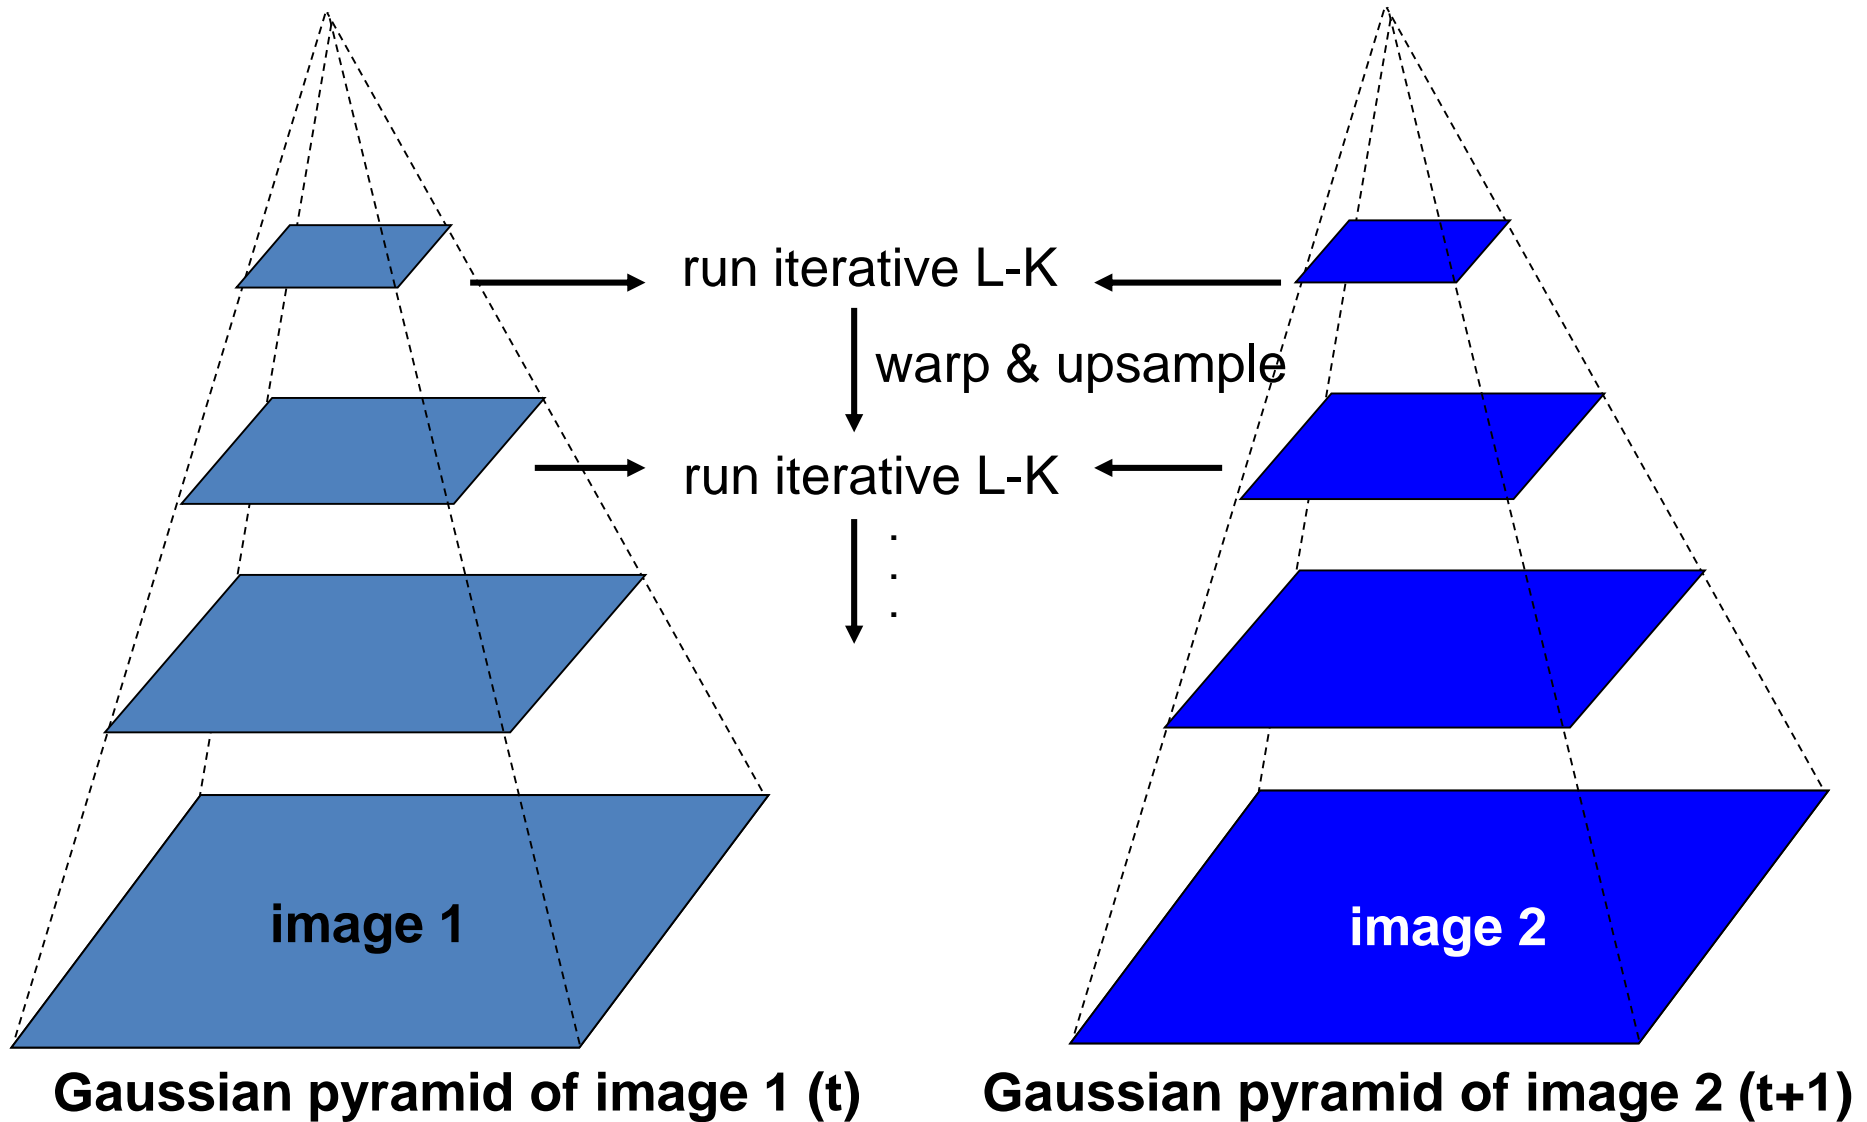 run iterative L-K
warp & upsample
run iterative L-K
.
.
.
image 1
image 2
Gaussian pyramid of image 1 (t)
Gaussian pyramid of image 2 (t+1)